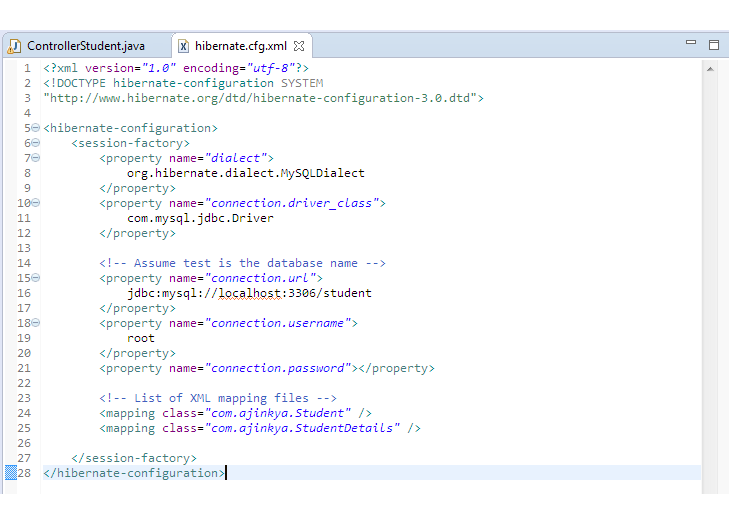 ControllerStudent.java hibernate.cfg.xml
1 <?xml version="1.0" encoding="utf-8"?>
2 <!DOCTYPE hibernate-configuration SYSTEM
3 "http://www.hibernate.org/dtd/hibernate-configuration-3.0.dtd">
4
5 <hibernate-configuration>
6 <session-factory>
7 <property name="dialect">
8 org.hibernate.dialect.MySQLDialect
9 </property>
10 <property name="connection.driver_class">
11 com.mysql.jdbc.Driver
12 </property>
13
14 <!-- Assume test is the database name -->
15 <property name="connection.url">
16 jdbc:mysql://localhost:3306/student
17 </property>
18 <property name="connection.username">
19 root
20 </property>
21 <property name="connection.password"></property>
22
23 <!-- List of XML mapping files -->
24 <mapping class="com.ajinkya.Student" />
25 <mapping class="com.ajinkya.StudentDetails" />
26
27 </session-factory>
28 </hibernate-configuration>